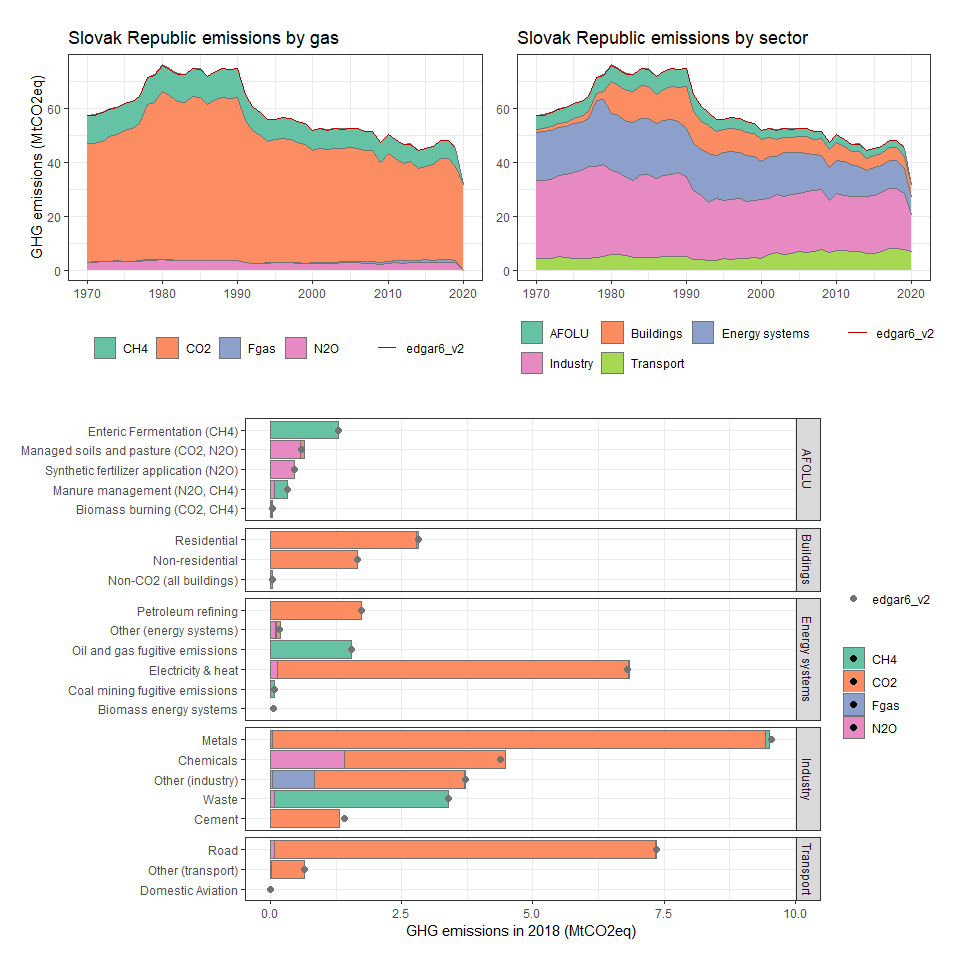 Slovak Republic emissions by gas
GHG emissions (MtCO2eq)
60
40
20
0
1970 1980 1990 2000 2010 2020
CH4 CO2 Fgas N2O edgar6_v2
Slovak Republic emissions by sector
60
40
20
0
1970 1980 1990 2000 2010 2020
AFOLU Buildings Energy systems edgar6_v2
Industry Transport
Enteric Fermentation (CH4)
Managed soils and pasture (CO2, N2O)
Synthetic fertilizer application (N2O)
Manure management (N2O, CH4)
Biomass burning (CO2, CH4)
AFOLU
Residential
Non-residential
Non-CO2 (all buildings)
Buildings
Petroleum refining
Other (energy systems)
Oil and gas fugitive emissions
Electricity & heat
Coal mining fugitive emissions
Biomass energy systems
Energy systems
Metals
Chemicals
Other (industry)
Waste
Cement
Industry
Road
Other (transport)
Domestic Aviation
Transport
0.0 2.5 5.0 7.5 10.0
GHG emissions in 2018 (MtCO2eq)
edgar6_v2
CH4
CO2
Fgas
N2O